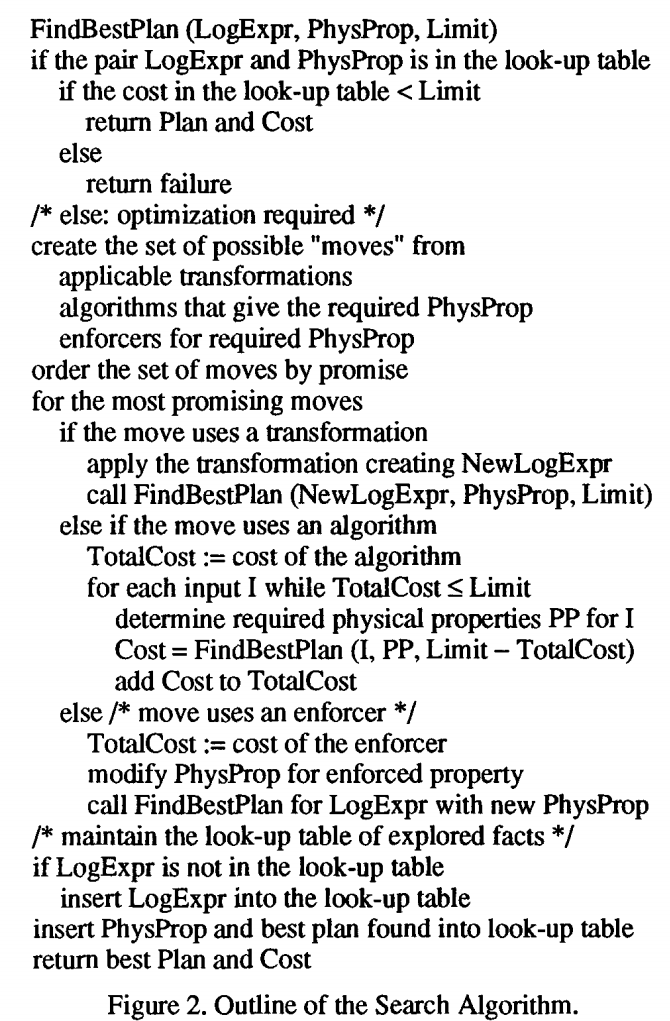 FindBestPlan (LogExpr, PhysProp, Limit)
if the pair LogExpr and PhysProp is in the look-up table
if the cost in the look-up table < Limit
return Plan and Cost
else
return failure
/* else: optimization required */
create the set of possible "moves" from
applicable transformations
algorithms that give the required PhysProp
enforcers for required PhysProp
order the set of moves by promise
for the most promising moves
if the move uses a transformation
apply the transformation creating NewLogExpr
call FindBestPlan (NewLogExpr, PhysProp, Limit)
else if the move uses an algorithm
TotalCost := cost of the algorithm
for each input I while TotalCost ≤ Limit
determine required physical properties PP for I
Cost = FindBestPlan (I, PP, Limit − TotalCost)
add Cost to TotalCost
else /* move uses an enforcer */
TotalCost := cost of the enforcer
modify PhysProp for enforced property
call FindBestPlan for LogExpr with new PhysProp
/* maintain the look-up table of explored facts */
if LogExpr is not in the look-up table
insert LogExpr into the look-up table
insert PhysProp and best plan found into look-up table
return best Plan and Cost
Figure 2. Outline of the Search Algorithm.